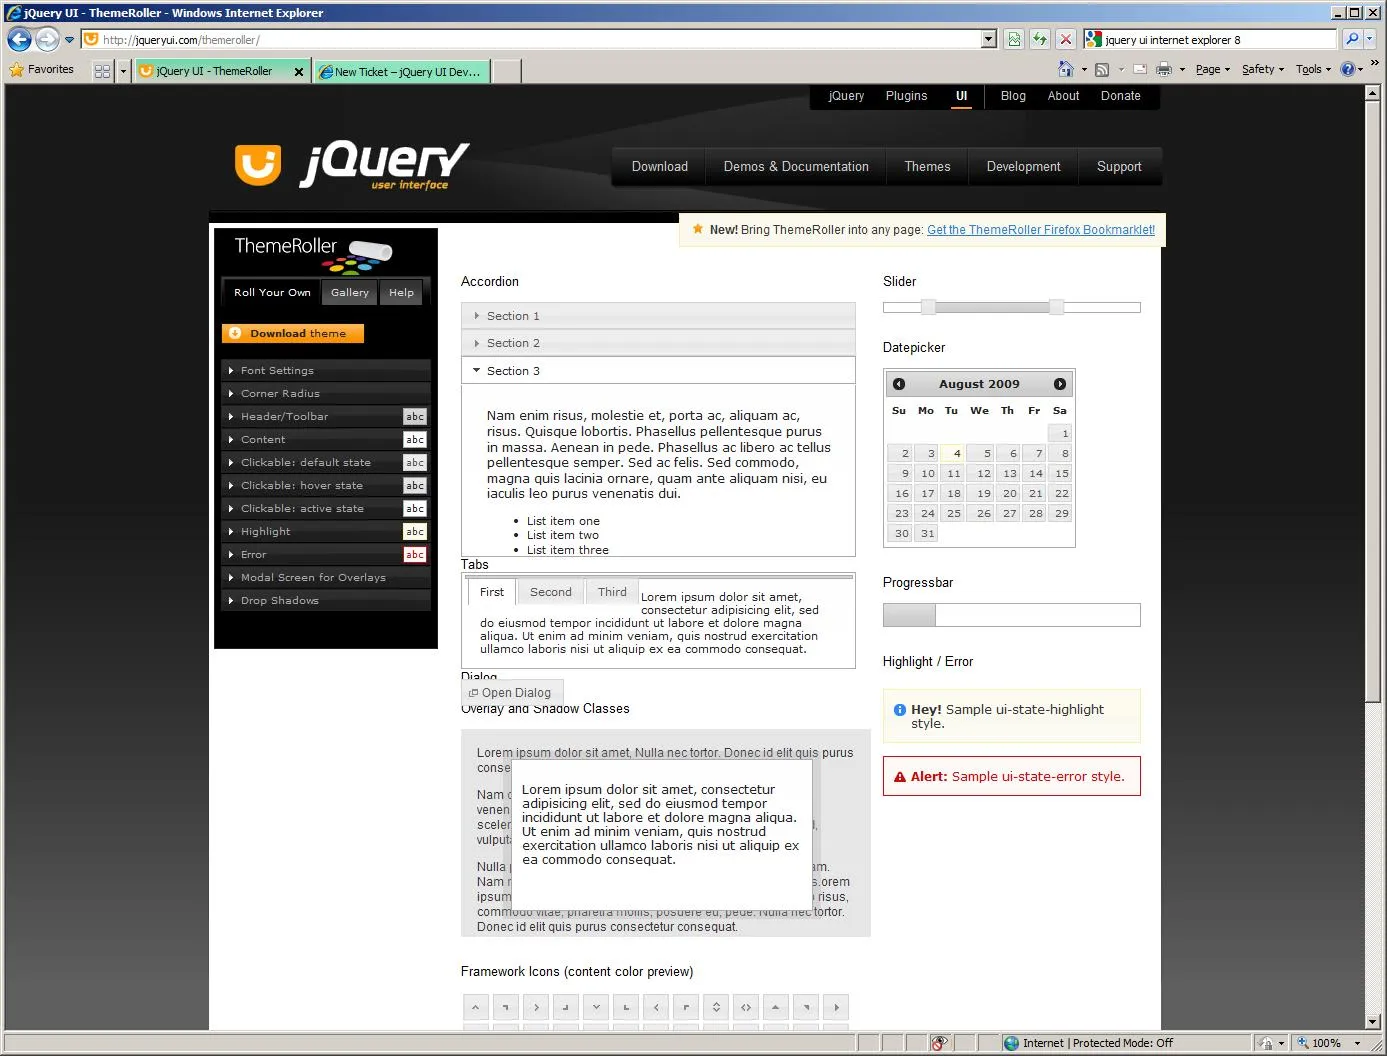 jQuery UI - ThemeRoller - Windows Internet Explorer
http://jqueryui.com/themeroller/
jquery ui internet explorer 8
Favorites
jQuery UI - ThemeRoller
New Ticket – jQuery UI Dev...
Page
Safety
Tools
jQuery
Plugins
UI
Blog
About
Donate
jQuery
user interface
Download
Demos & Documentation
Themes
Development
Support
New! Bring ThemeRoller into any page: Get the ThemeRoller Firefox Bookmarklet!
ThemeRoller
Roll Your Own
Gallery
Help
Download theme
Font Settings
Corner Radius
Header/Toolbar abc
Content abc
Clickable: default state abc
Clickable: hover state abc
Clickable: active state abc
Highlight abc
Error abc
Modal Screen for Overlays
Drop Shadows
Accordion
Section 1
Section 2
Section 3
Nam enim risus, molestie et, porta ac, aliquam ac,
risus. Quisque lobortis. Phasellus pellentesque purus
in massa. Aenean in pede. Phasellus ac libero ac tellus
pellentesque semper. Sed ac felis. Sed commodo,
magna quis lacinia ornare, quam ante aliquam nisi, eu
iaculis leo purus venenatis dui.
List item one
List item two
List item three
Tabs
First
Second
Third
Lorem ipsum dolor sit amet,
consectetur adipisicing elit, sed
do eiusmod tempor incididunt ut labore et dolore magna
aliqua. Ut enim ad minim veniam, quis nostrud exercitation
ullamco laboris nisi ut aliquip ex ea commodo consequat.
Dialog
Open Dialog
Overlay and Shadow Classes
Lorem ipsum dolor sit amet, Nulla nec tortor. Donec id elit quis purus
conse
Nam
venen
sceler
vulputa
Nulla
am.
Nam
s.orem
ipsum
risus,
commodo vitae, pharetra mollis, posuere eu, pede. Nulla nec tortor.
Donec id elit quis purus consectetur consequat.
Lorem ipsum dolor sit amet, consectetur
adipisicing elit, sed do eiusmod tempor
incididunt ut labore et dolore magna aliqua.
Ut enim ad minim veniam, quis nostrud
exercitation ullamco laboris nisi ut aliquip ex
ea commodo consequat.
Framework Icons (content color preview)
Slider
Datepicker
August 2009
Su Mo Tu We Th Fr Sa
1
2 3 4 5 6 7 8
9 10 11 12 13 14 15
16 17 18 19 20 21 22
23 24 25 26 27 28 29
30 31
Progressbar
Highlight / Error
Hey! Sample ui-state-highlight
style.
Alert: Sample ui-state-error style.
Internet | Protected Mode: Off
100%